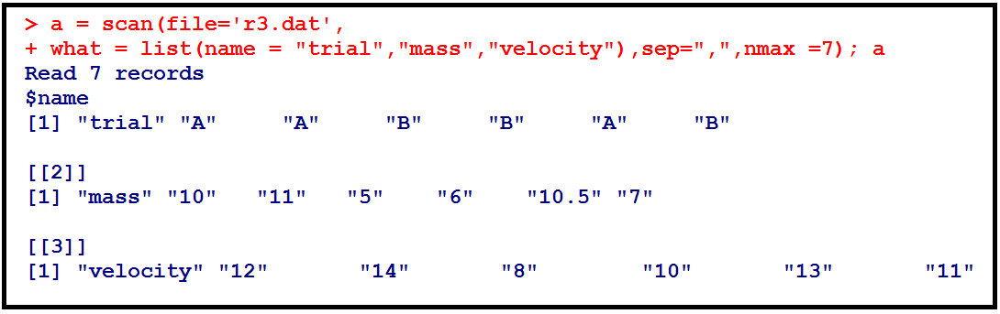 > a = scan(file='r3.dat',
+ what = list(name = "trial","mass","velocity"),sep=",",nmax =7); a
Read 7 records
$name
[1] "trial" "A" "A" "B" "B" "A" "B"
[[2]]
[1] "mass" "10" "11" "5" "6" "10.5" "7"
[[3]]
[1] "velocity" "12" "14" "8" "10" "13" "11"